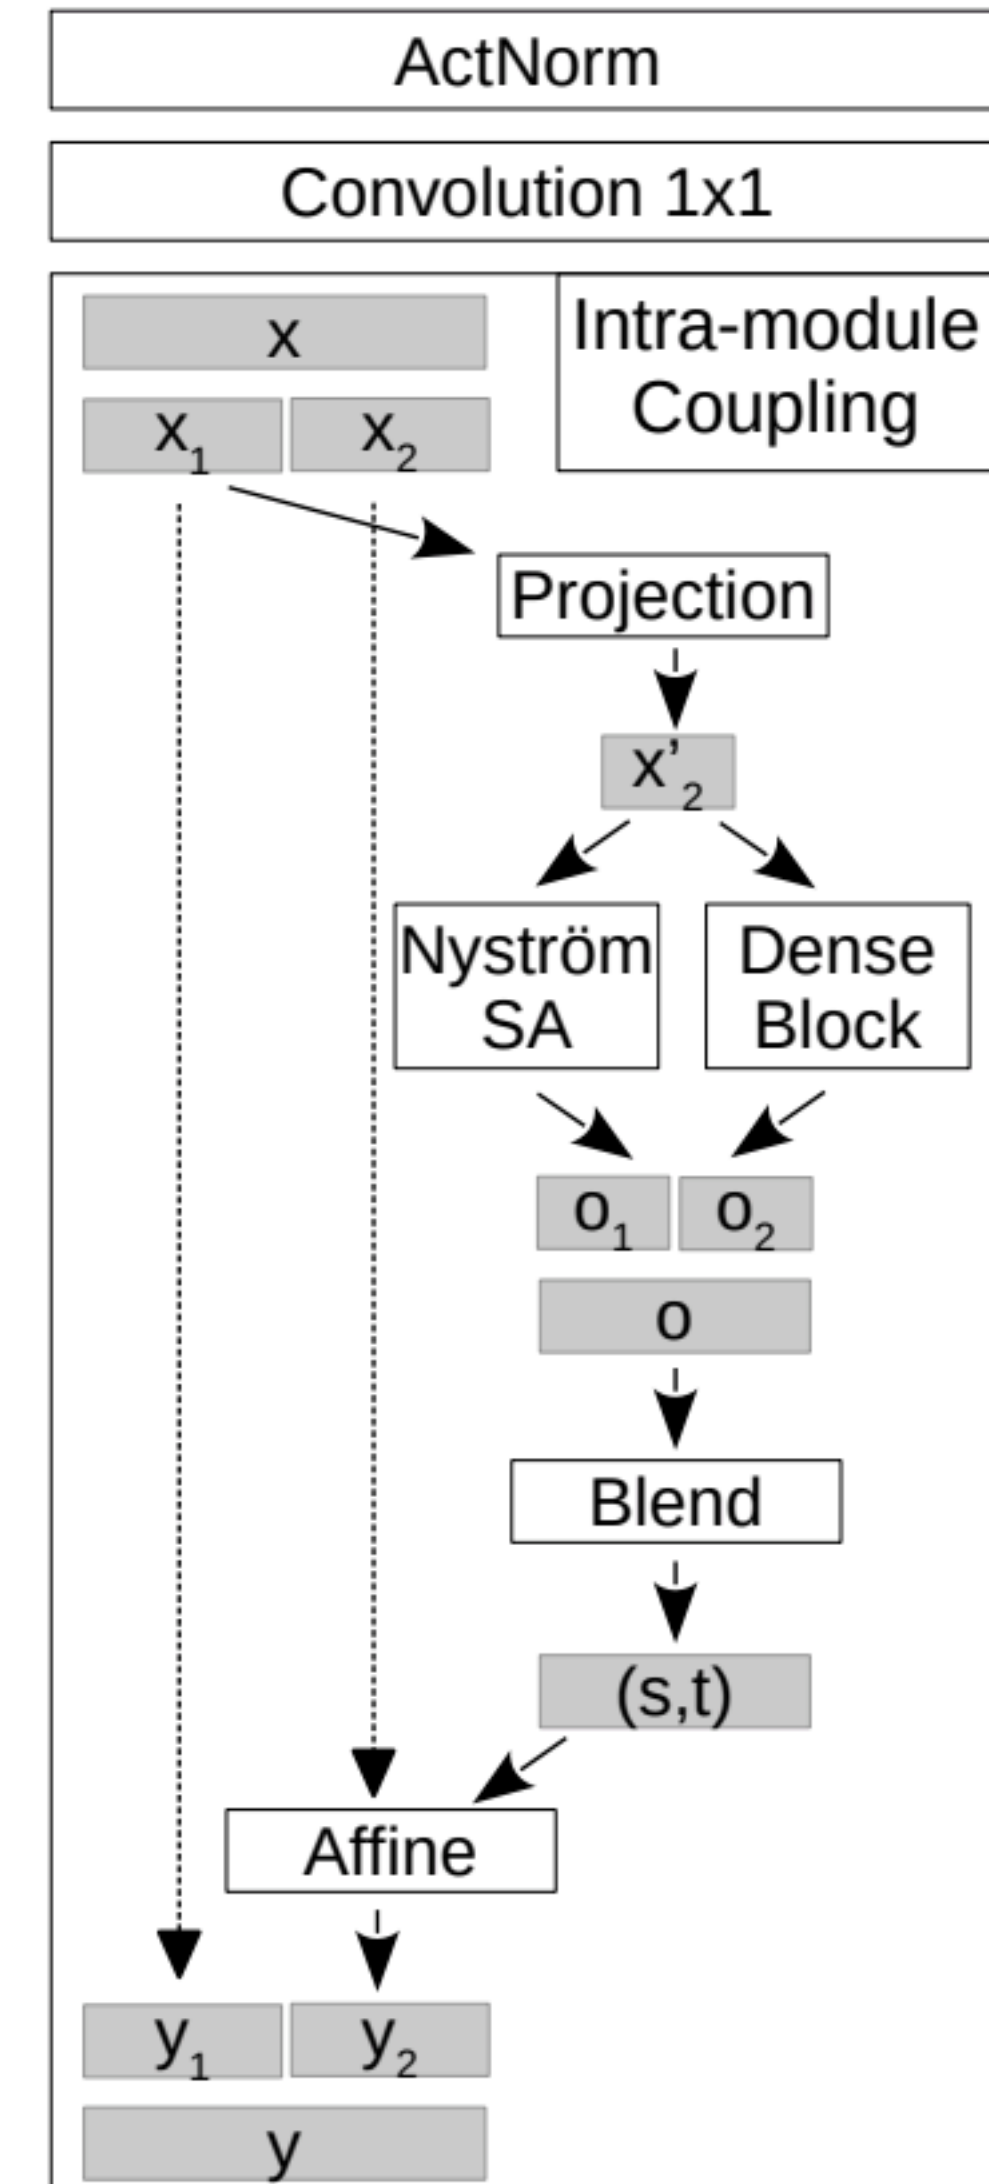 ActNorm
Convolution 1x1
x
Intra-module
Coupling
x₁ x₂
Projection
x’₂
Nyström
SA
Dense
Block
o₁ o₂
o
Blend
(s,t)
Affine
y₁ y₂
y